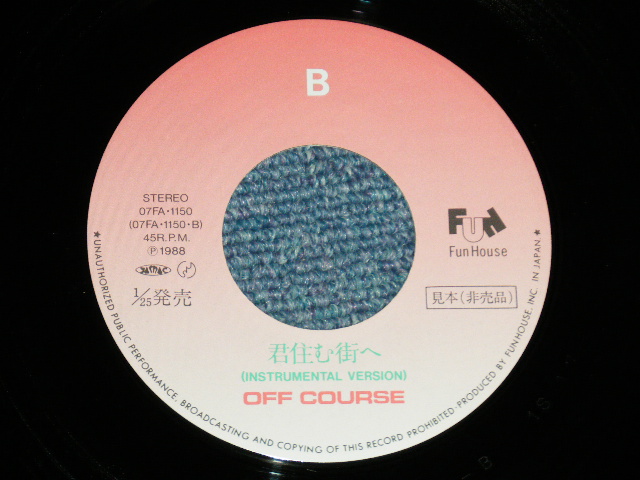 B
STEREO
07FA・1150
(07FA・1150・B)
45R.P.M.
Ⓟ1988
1/25発売
Fun
Fun House
見本(非売品)
君住む街へ
(INSTRUMENTAL VERSION)
OFF COURSE
★UNAUTHORIZED PUBLIC PERFORMANCE, BROADCASTING AND COPYING OF THIS RECORD PROHIBITED・PRODUCED BY FUNHOUSE, INC. IN JAPAN★